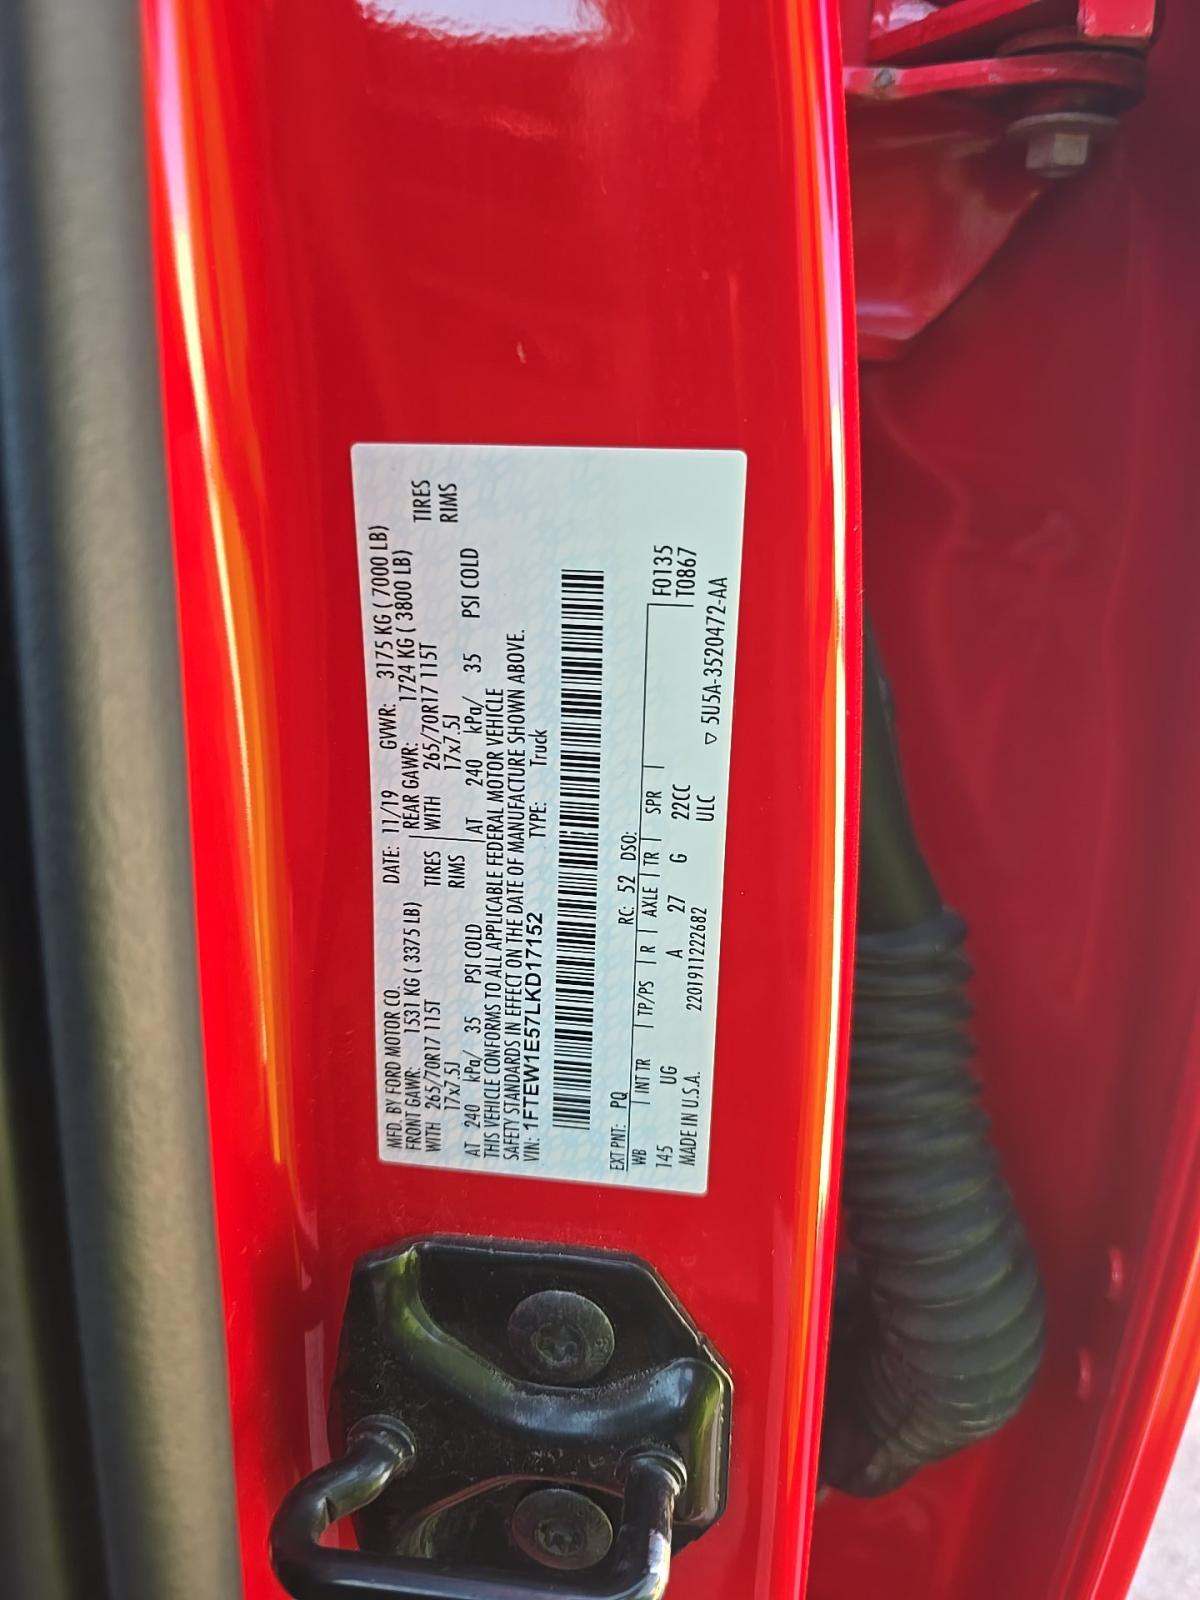 MFD. BY FORD MOTOR CO. DATE: 11/19 GVWR: 3175 KG ( 7000 LB)
FRONT GAWR: 1531 KG ( 3375 LB) REAR GAWR: 1724 KG ( 3800 LB)
WITH 265/70R17 115T TIRES WITH 265/70R17 115T TIRES
17x7.5J RIMS 17x7.5J RIMS
AT 240 kPa/ 35 PSI COLD AT 240 kPa/ 35 PSI COLD
THIS VEHICLE CONFORMS TO ALL APPLICABLE FEDERAL MOTOR VEHICLE
SAFETY STANDARDS IN EFFECT ON THE DATE OF MANUFACTURE SHOWN ABOVE.
VIN: 1FTEW1E57LKD17152 TYPE: Truck
EXT PNT: PQ RC: 52 DSO:
WB INT TR TP/PS R AXLE TR SPR F0135
145 UG A 27 G 22CC T0867
ULC
MADE IN U.S.A. 2201911222682 ▽ 5U5A-3520472-AA